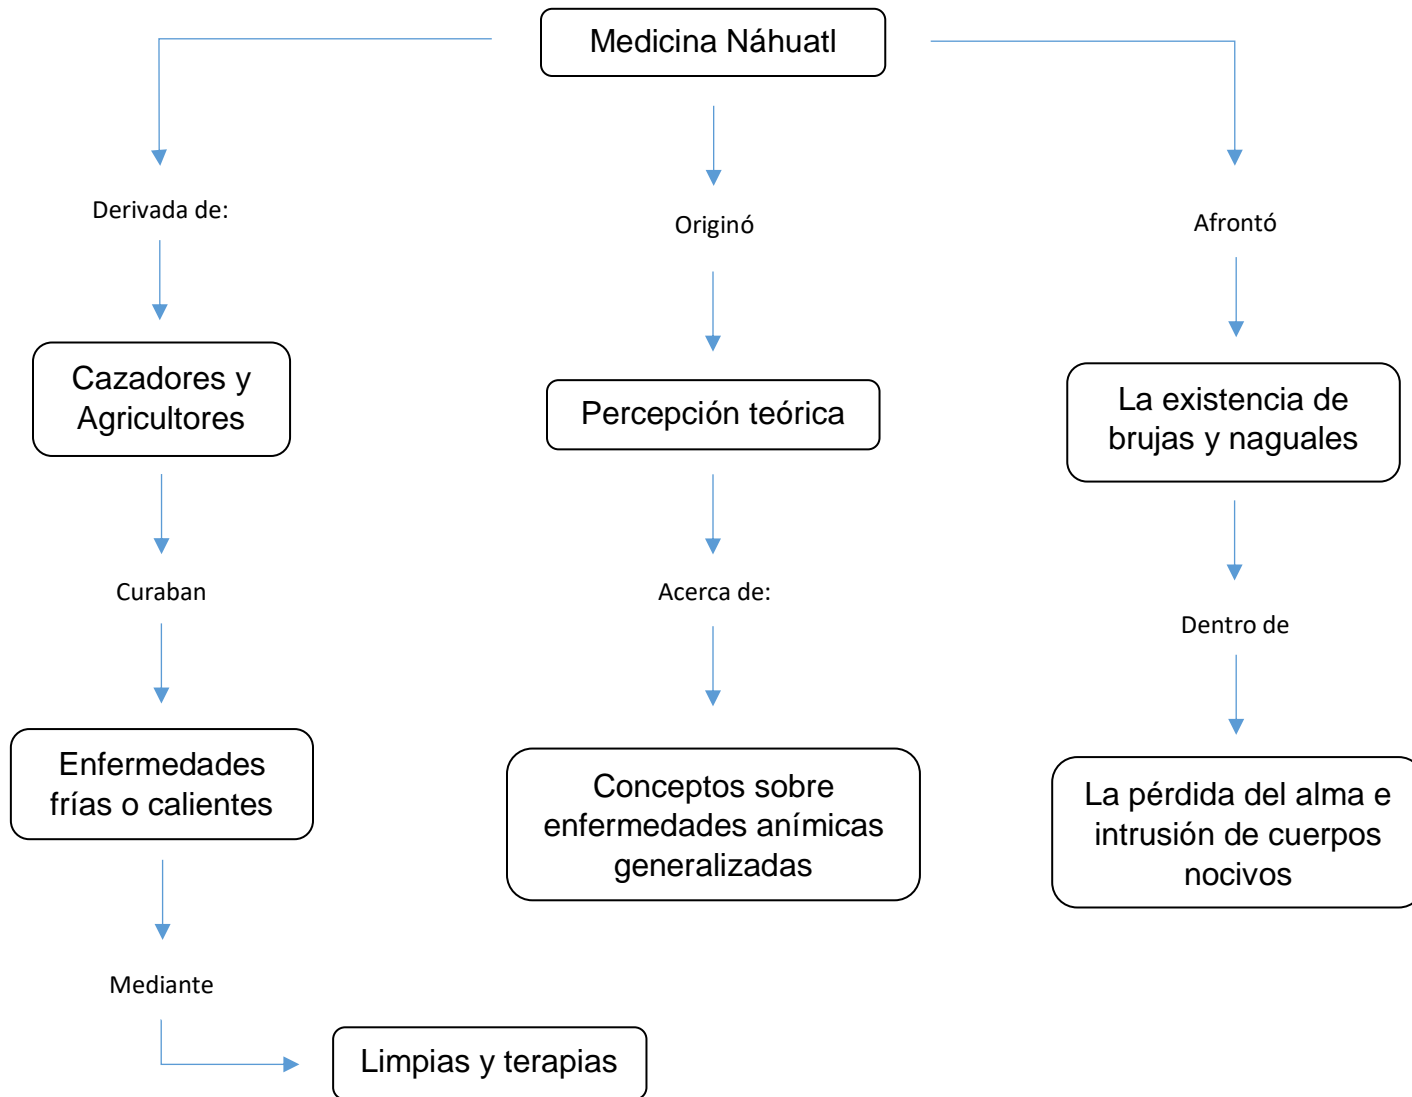 Medicina Náhuatl
Derivada de:
Cazadores y
Agricultores
Curaban
Enfermedades
frías o calientes
Mediante
Limpias y terapias
Originó
Percepción teórica
Acerca de:
Conceptos sobre
enfermedades anímicas
generalizadas
Afrontó
La existencia de
brujas y naguales
Dentro de
La pérdida del alma e
intrusión de cuerpos
nocivos